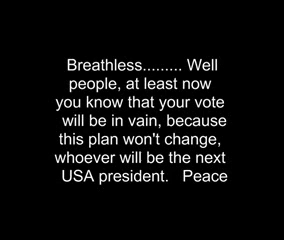 Breathless......... Well
people, at least now
you know that your vote
will be in vain, because
this plan won't change,
whoever will be the next
USA president.   Peace